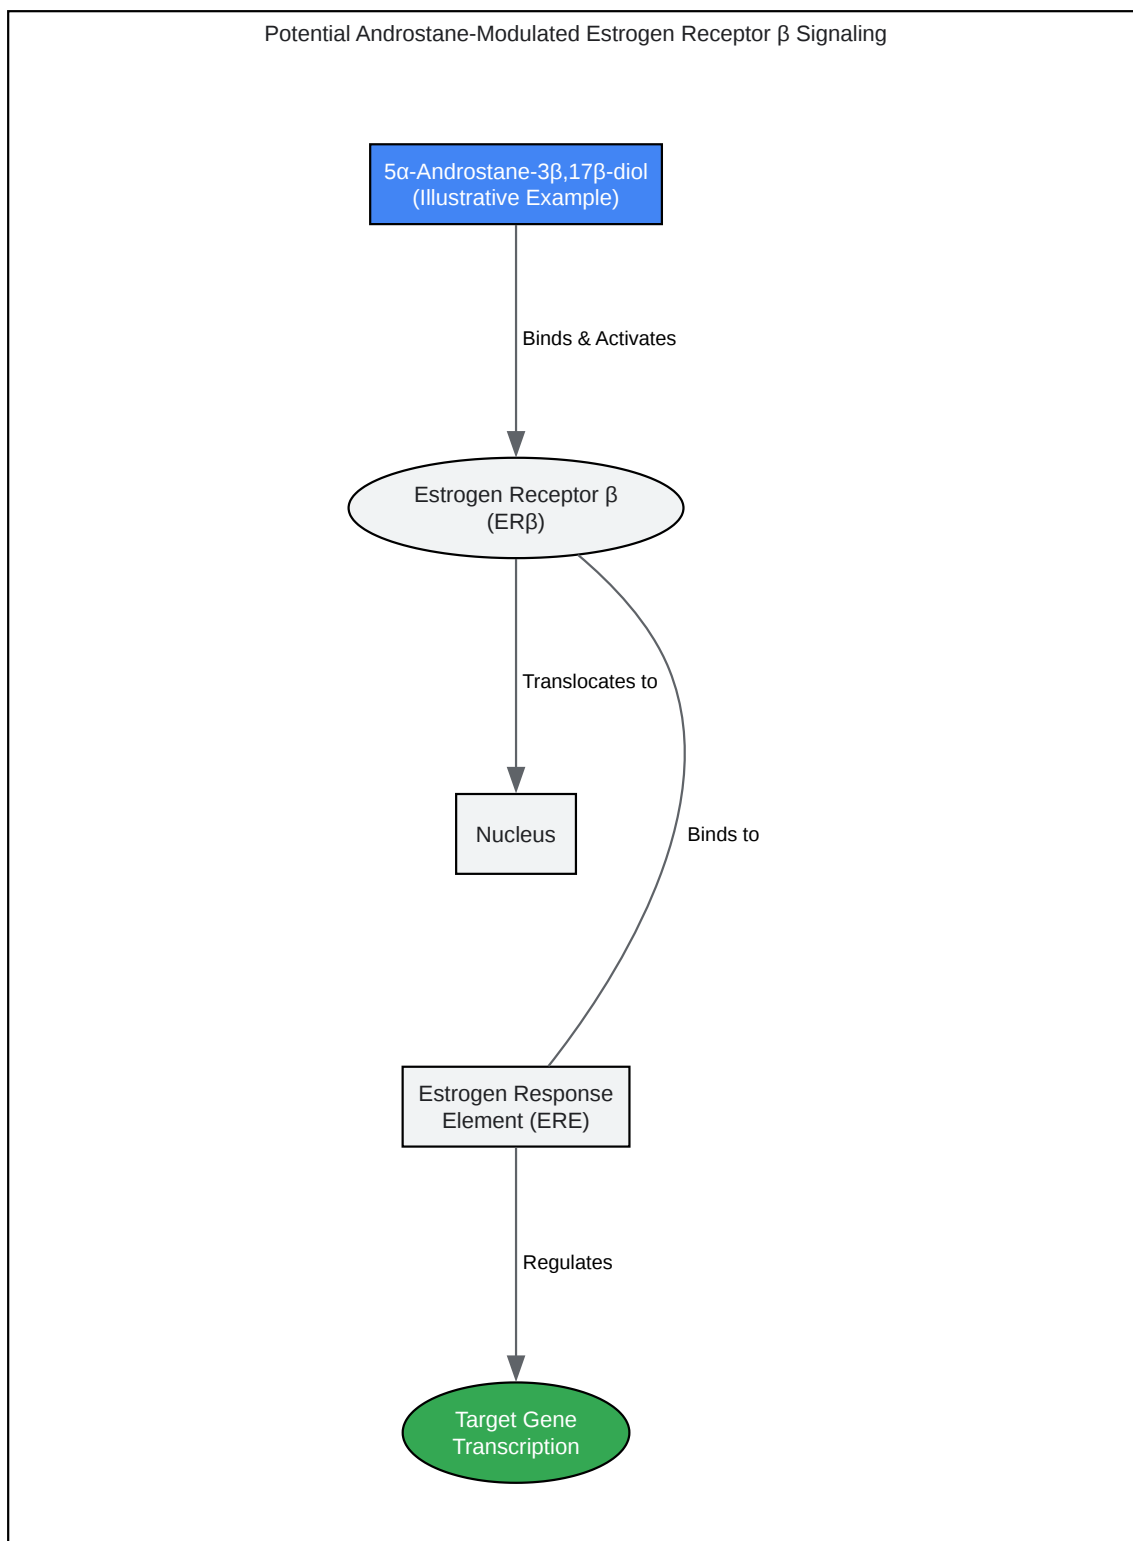 Potential Androstane-Modulated Estrogen Receptor β Signaling
5α-Androstane-3β,17β-diol
(Illustrative Example)
Binds & Activates
Estrogen Receptor β
(ERβ)
Translocates to
Nucleus
Binds to
Estrogen Response
Element (ERE)
Regulates
Target Gene
Transcription